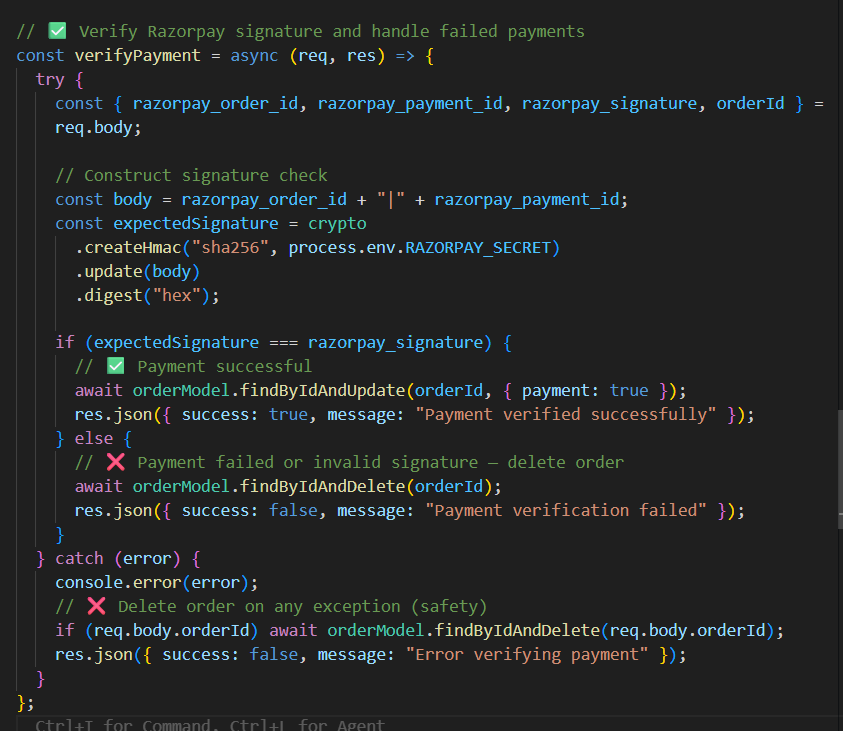 // ✅ Verify Razorpay signature and handle failed payments
const verifyPayment = async (req, res) => {
  try {
    const { razorpay_order_id, razorpay_payment_id, razorpay_signature, orderId } =
    req.body;

    // Construct signature check
    const body = razorpay_order_id + "|" + razorpay_payment_id;
    const expectedSignature = crypto
      .createHmac("sha256", process.env.RAZORPAY_SECRET)
      .update(body)
      .digest("hex");

    if (expectedSignature === razorpay_signature) {
      // ✅ Payment successful
      await orderModel.findByIdAndUpdate(orderId, { payment: true });
      res.json({ success: true, message: "Payment verified successfully" });
    } else {
      // ❌ Payment failed or invalid signature — delete order
      await orderModel.findByIdAndDelete(orderId);
      res.json({ success: false, message: "Payment verification failed" });
    }
  } catch (error) {
    console.error(error);
    // ❌ Delete order on any exception (safety)
    if (req.body.orderId) await orderModel.findByIdAndDelete(req.body.orderId);
    res.json({ success: false, message: "Error verifying payment" });
  }
};
  Ctrl+I for Command, Ctrl+L for Agent